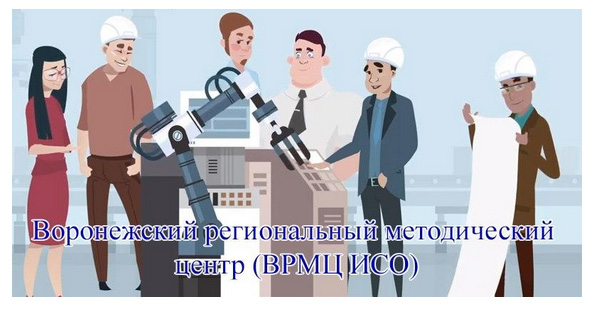 Воронежский региональный методический
центр (ВРМЦ ИСО)